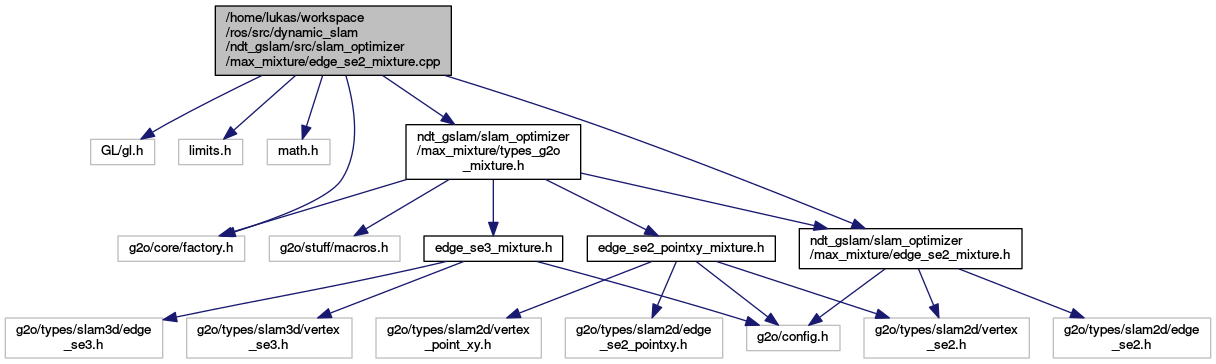 /home/lukas/workspace
/ros/src/dynamic_slam
/ndt_gslam/src/slam_optimizer
/max_mixture/edge_se2_mixture.cpp
GL/gl.h
limits.h
math.h
ndt_gslam/slam_optimizer
/max_mixture/types_g2o
_mixture.h
g2o/core/factory.h
g2o/stuff/macros.h
edge_se3_mixture.h
edge_se2_pointxy_mixture.h
ndt_gslam/slam_optimizer
/max_mixture/edge_se2_mixture.h
g2o/types/slam3d/edge
_se3.h
g2o/types/slam3d/vertex
_se3.h
g2o/types/slam2d/vertex
_point_xy.h
g2o/types/slam2d/edge
_se2_pointxy.h
g2o/config.h
g2o/types/slam2d/vertex
_se2.h
g2o/types/slam2d/edge
_se2.h